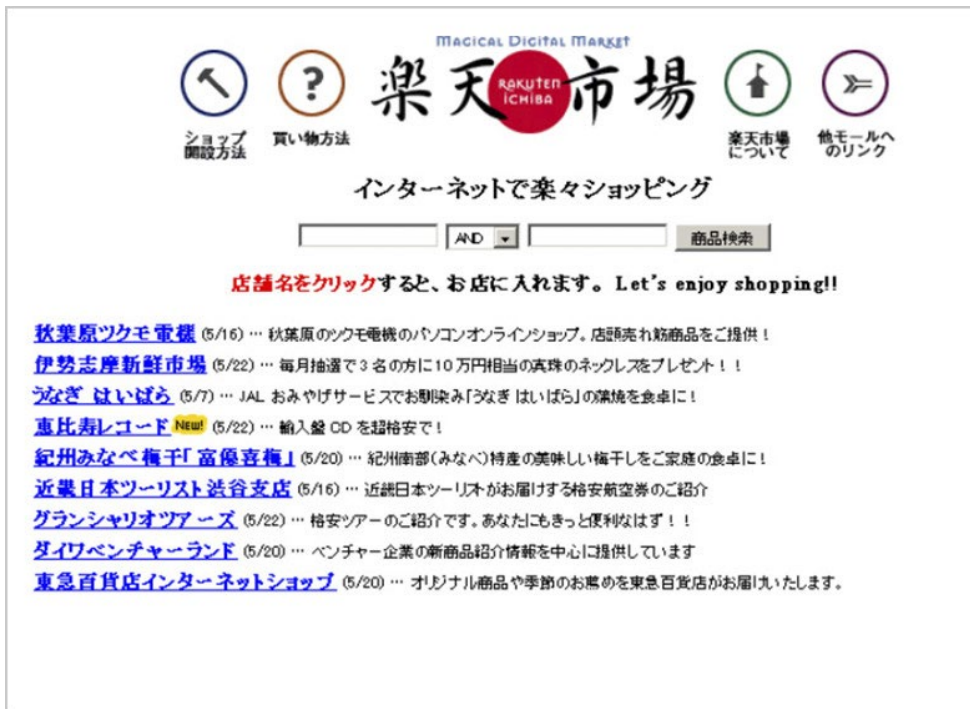 MAGICAL DIGITAL MARKET
楽天 RAKUTEN ICHIBA 市場
ショップ開設方法
買い物方法
楽天市場について
他モールへのリンク
インターネットで楽々ショッピング
AND 商品検索
店舗名をクリックすると、お店に入れます。Let's enjoy shopping!!
秋葉原ツクモ電機 (5/16) … 秋葉原のツクモ電機のパソコンオンラインショップ。店頭売れ筋商品をご提供！
伊勢志摩新鮮市場 (5/22) … 毎月抽選で３名の方に10万円相当の真珠のネックレスをプレゼント！！
うなぎ はいばら (5/7) … JAL おみやげサービスでお馴染み「うなぎ はいばら」の蒲焼を食卓に！
恵比寿レコード NEW! (5/22) … 輸入盤 CD を超格安で！
紀州みなべ梅干「富優喜梅」 (5/20) … 紀州南部(みなべ)特産の美味しい梅干しをご家庭の食卓に！
近畿日本ツーリスト渋谷支店 (5/16) … 近畿日本ツーリストがお届けする格安航空券のご紹介
グランシャリオツアーズ (5/22) … 格安ツアーのご紹介です。あなたにもきっと便利なはず！！
ダイワベンチャーランド (5/20) … ベンチャー企業の新商品紹介情報を中心に提供しています
東急百貨店インターネットショップ (5/20) … オリジナル商品や季節のお薦めを東急百貨店がお届けいたします。